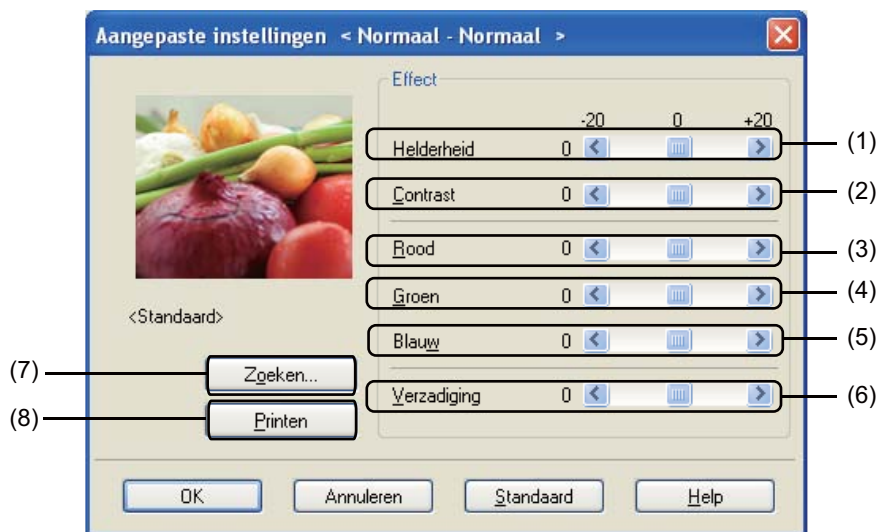 Aangepaste instellingen < Normaal - Normaal >
Effect
-20 0 +20
Helderheid 0 (1)
Contrast 0 (2)
Rood 0 (3)
Groen 0 (4)
<Standaard>
Blauw 0 (5)
(7) Zoeken...
Verzadiging 0 (6)
(8) Printen
OK Annuleren Standaard Help